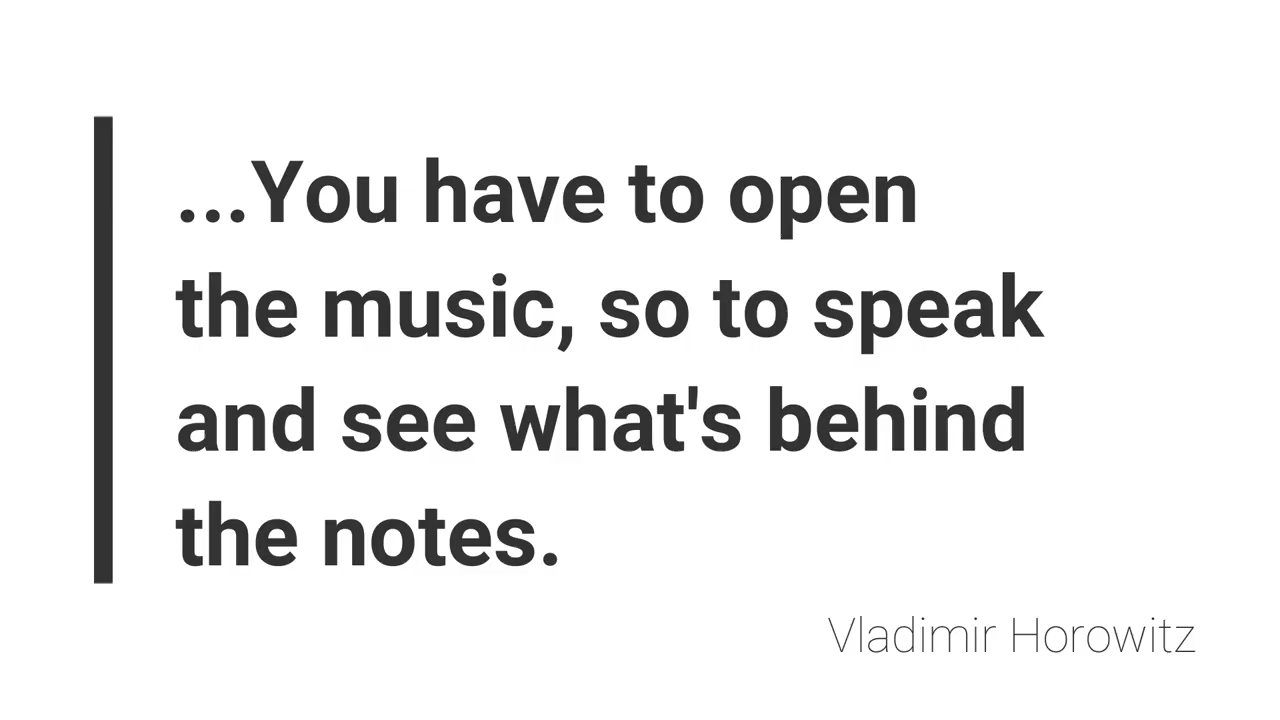 ...You have to open
the music, so to speak
and see what's behind
the notes.
Vladimir Horowitz